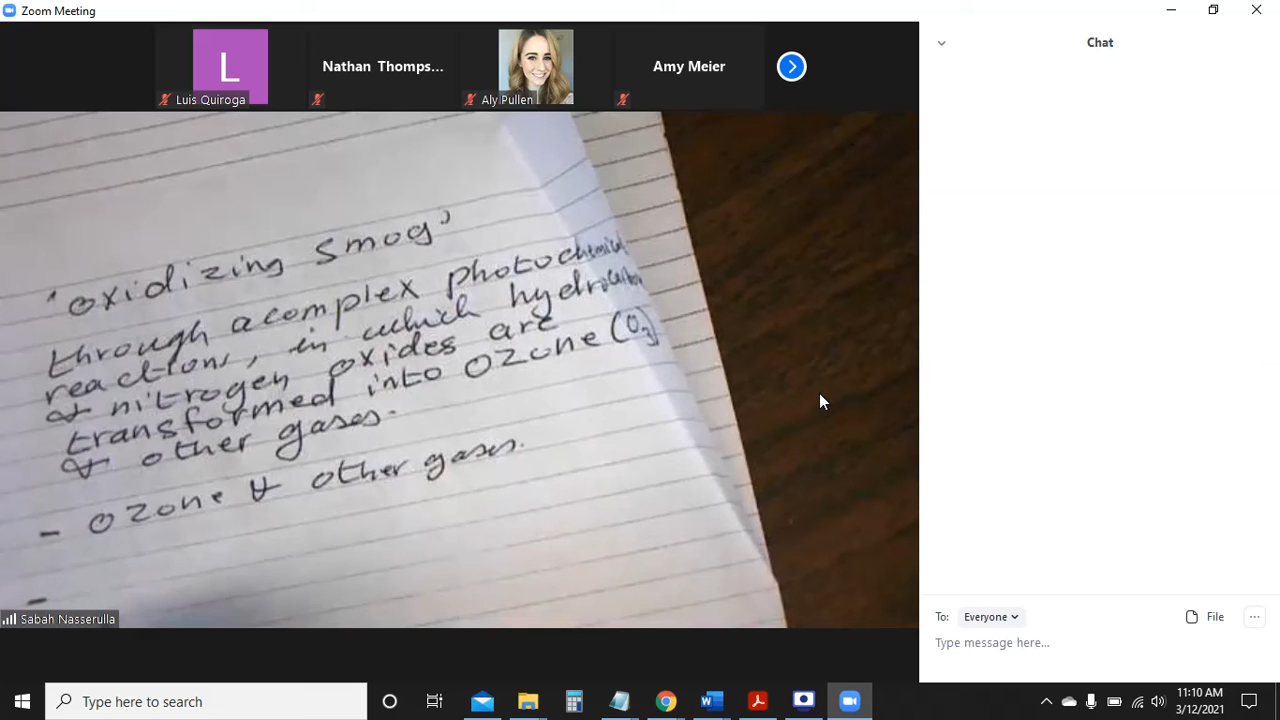 Zoom Meeting
L
Luis Quiroga
Nathan Thomps...
Aly Pullen
Amy Meier
Chat
'oxidizing smog'
through a complex photochemical
reactions, in which hydrocarbon
& nitrogen oxides are
transformed into ozone (O3)
& other gases.
- ozone & other gases.
-
Sabah Nasserulla
To: Everyone
File
...
Type message here...
Type here to search
11:10 AM
3/12/2021